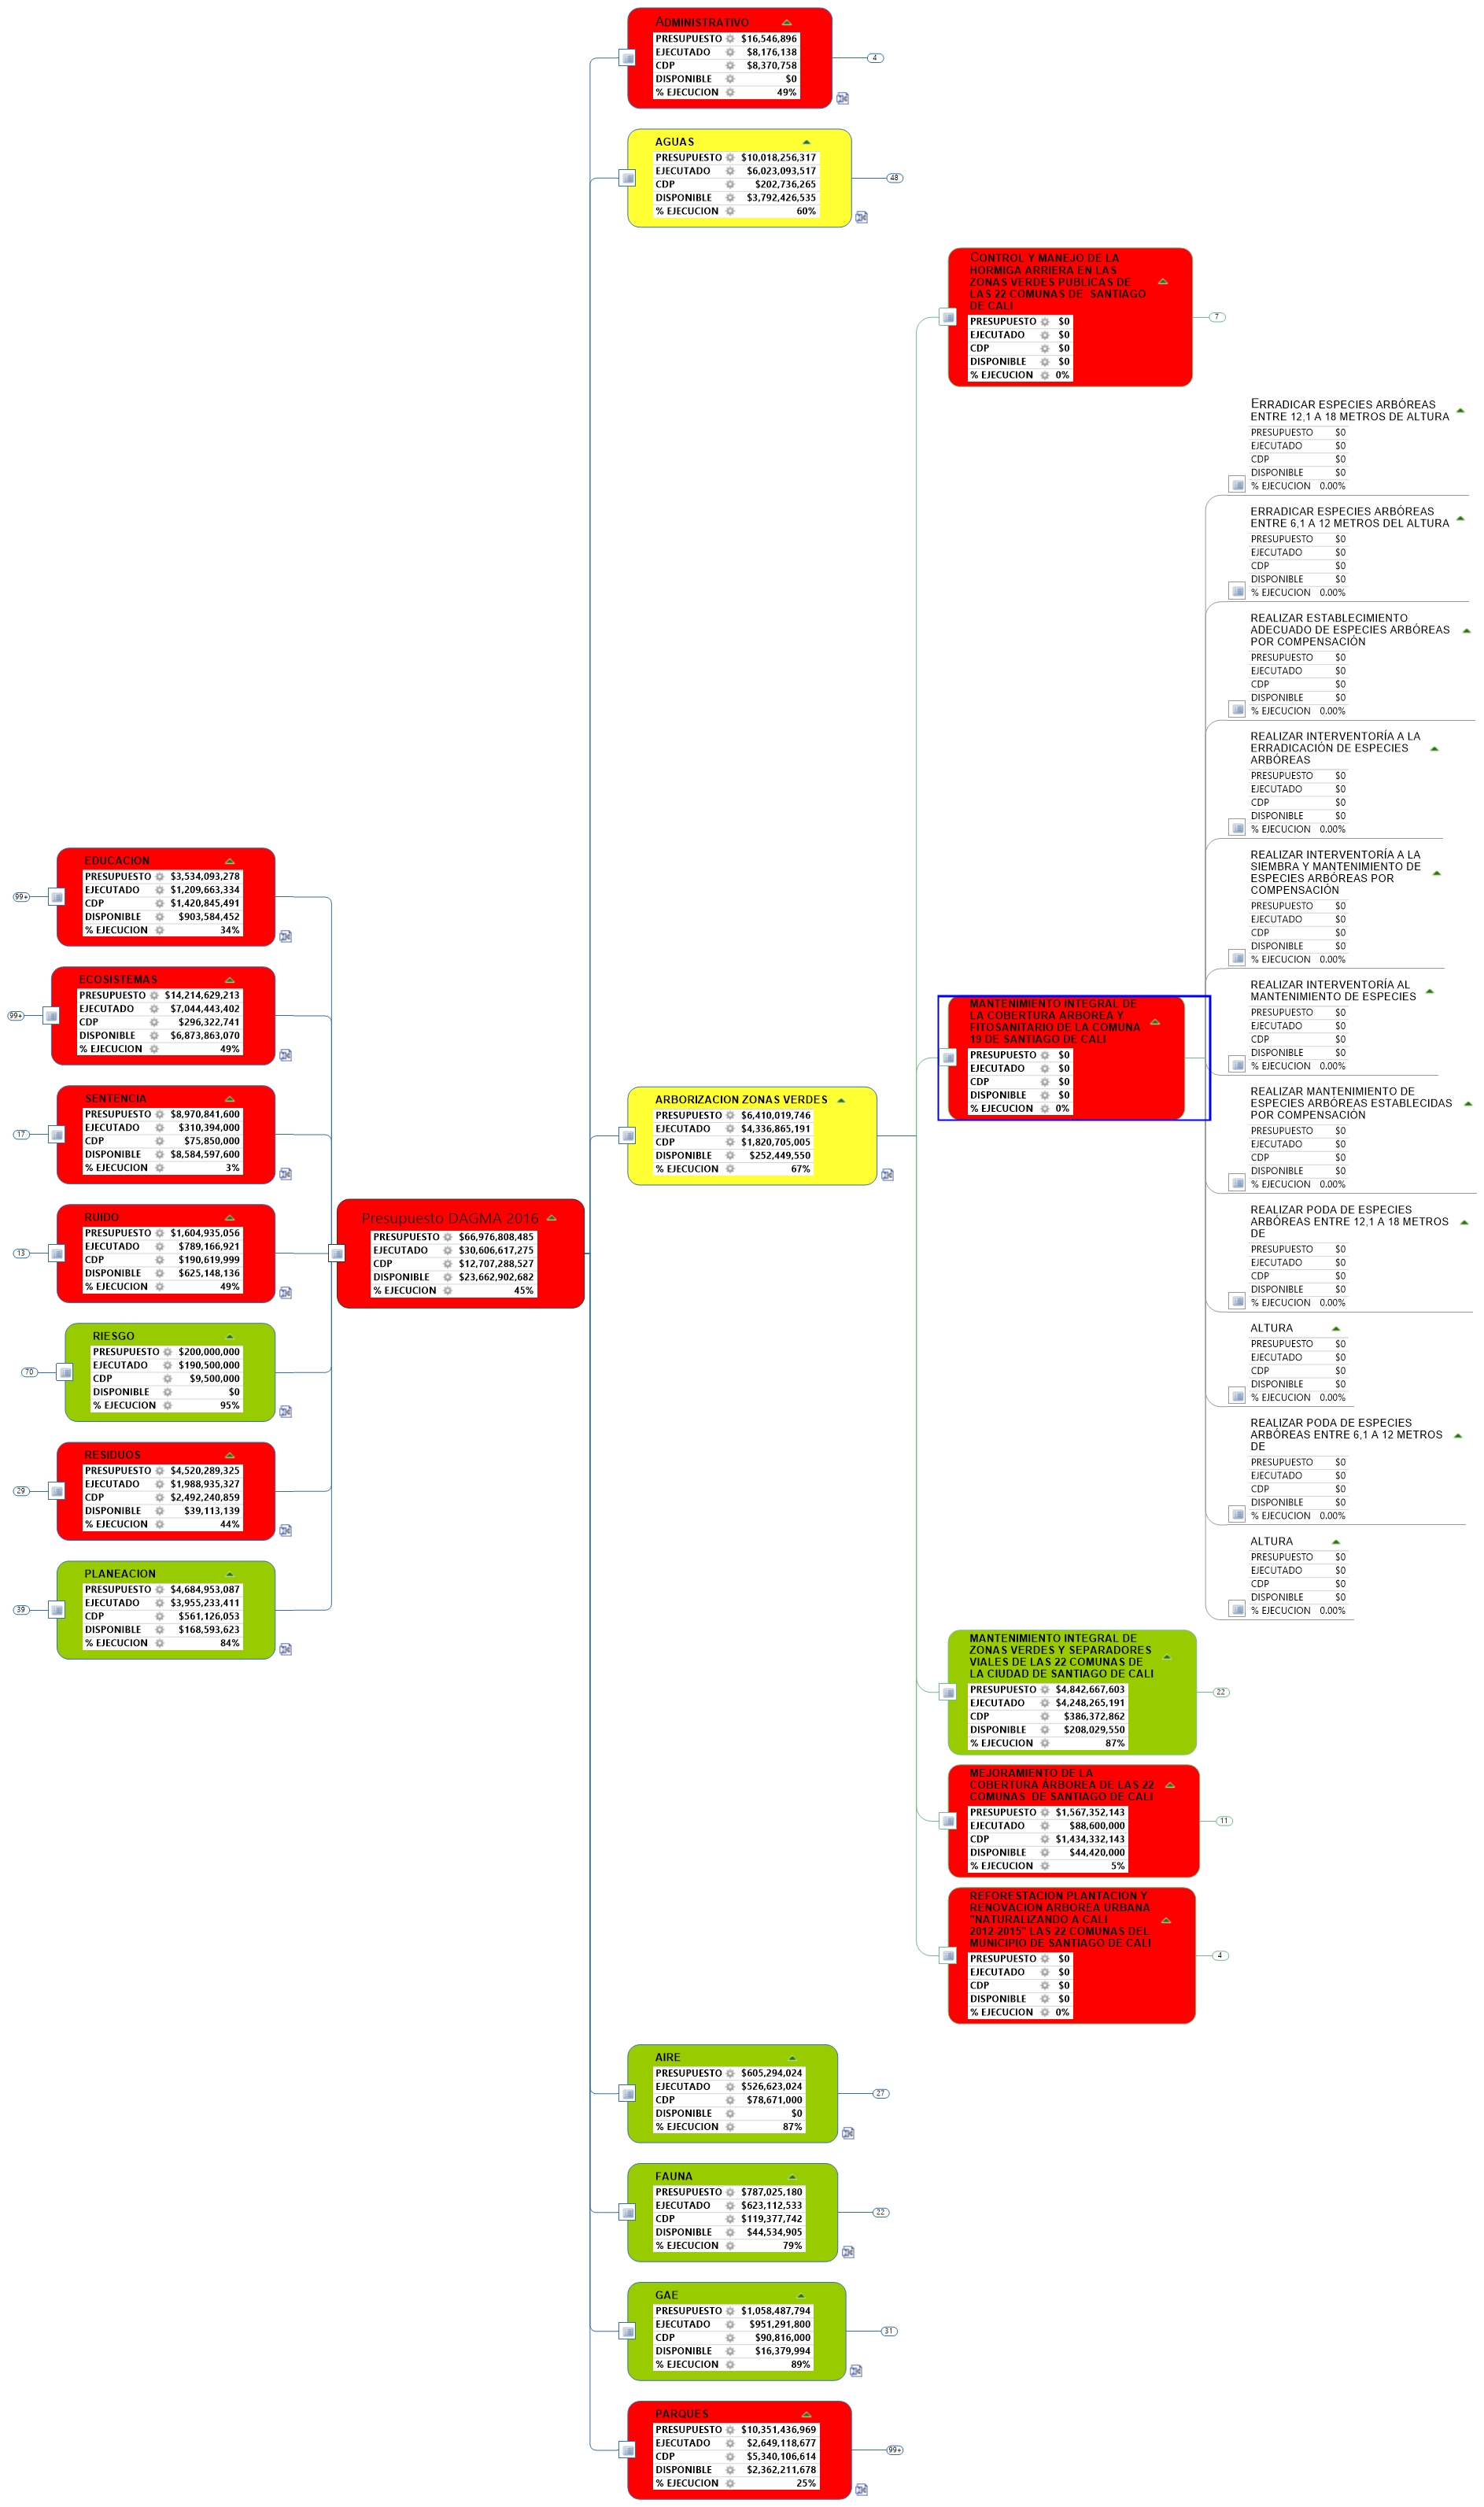 ADMINISTRATIVO
PRESUPUESTO $16,546,896
EJECUTADO $8,176,138
CDP $8,370,758
DISPONIBLE $0
% EJECUCION 49%
4
AGUAS
PRESUPUESTO $10,018,256,317
EJECUTADO $6,023,093,517
CDP $202,736,265
DISPONIBLE $3,792,426,535
% EJECUCION 60%
48
CONTROL Y MANEJO DE LA
HORMIGA ARRIERA EN LAS
ZONAS VERDES PUBLICAS DE
LAS 22 COMUNAS DE SANTIAGO
DE CALI
PRESUPUESTO $0
EJECUTADO $0
CDP $0
DISPONIBLE $0
% EJECUCION 0%
7
ERRADICAR ESPECIES ARBÓREAS
ENTRE 12,1 A 18 METROS DE ALTURA
PRESUPUESTO $0
EJECUTADO $0
CDP $0
DISPONIBLE $0
% EJECUCION 0.00%
ERRADICAR ESPECIES ARBÓREAS
ENTRE 6,1 A 12 METROS DEL ALTURA
PRESUPUESTO $0
EJECUTADO $0
CDP $0
DISPONIBLE $0
% EJECUCION 0.00%
REALIZAR ESTABLECIMIENTO
ADECUADO DE ESPECIES ARBÓREAS
POR COMPENSACIÓN
PRESUPUESTO $0
EJECUTADO $0
CDP $0
DISPONIBLE $0
% EJECUCION 0.00%
REALIZAR INTERVENTORÍA A LA
ERRADICACIÓN DE ESPECIES
ARBÓREAS
PRESUPUESTO $0
EJECUTADO $0
CDP $0
DISPONIBLE $0
% EJECUCION 0.00%
REALIZAR INTERVENTORÍA A LA
SIEMBRA Y MANTENIMIENTO DE
ESPECIES ARBÓREAS POR
COMPENSACIÓN
PRESUPUESTO $0
EJECUTADO $0
CDP $0
DISPONIBLE $0
% EJECUCION 0.00%
REALIZAR INTERVENTORÍA AL
MANTENIMIENTO DE ESPECIES
PRESUPUESTO $0
EJECUTADO $0
CDP $0
DISPONIBLE $0
% EJECUCION 0.00%
REALIZAR MANTENIMIENTO DE
ESPECIES ARBÓREAS ESTABLECIDAS
POR COMPENSACIÓN
PRESUPUESTO $0
EJECUTADO $0
CDP $0
DISPONIBLE $0
% EJECUCION 0.00%
REALIZAR PODA DE ESPECIES
ARBÓREAS ENTRE 12,1 A 18 METROS
DE
PRESUPUESTO $0
EJECUTADO $0
CDP $0
DISPONIBLE $0
% EJECUCION 0.00%
ALTURA
PRESUPUESTO $0
EJECUTADO $0
CDP $0
DISPONIBLE $0
% EJECUCION 0.00%
REALIZAR PODA DE ESPECIES
ARBÓREAS ENTRE 6,1 A 12 METROS
DE
PRESUPUESTO $0
EJECUTADO $0
CDP $0
DISPONIBLE $0
% EJECUCION 0.00%
ALTURA
PRESUPUESTO $0
EJECUTADO $0
CDP $0
DISPONIBLE $0
% EJECUCION 0.00%
MANTENIMIENTO INTEGRAL DE
LA COBERTURA ARBOREA Y
FITOSANITARIO DE LA COMUNA
19 DE SANTIAGO DE CALI
PRESUPUESTO $0
EJECUTADO $0
CDP $0
DISPONIBLE $0
% EJECUCION 0%
ARBORIZACION ZONAS VERDES
PRESUPUESTO $6,410,019,746
EJECUTADO $4,336,865,191
CDP $1,820,705,005
DISPONIBLE $252,449,550
% EJECUCION 67%
EDUCACION
PRESUPUESTO $3,534,093,278
EJECUTADO $1,209,663,334
CDP $1,420,845,491
DISPONIBLE $903,584,452
% EJECUCION 34%
99+
ECOSISTEMAS
PRESUPUESTO $14,214,629,213
EJECUTADO $7,044,443,402
CDP $296,322,741
DISPONIBLE $6,873,863,070
% EJECUCION 49%
99+
SENTENCIA
PRESUPUESTO $8,970,841,600
EJECUTADO $310,394,000
CDP $75,850,000
DISPONIBLE $8,584,597,600
% EJECUCION 3%
17
RUIDO
PRESUPUESTO $1,604,935,056
EJECUTADO $789,166,921
CDP $190,619,999
DISPONIBLE $625,148,136
% EJECUCION 49%
13
Presupuesto DAGMA 2016
PRESUPUESTO $66,976,808,485
EJECUTADO $30,606,617,275
CDP $12,707,288,527
DISPONIBLE $23,662,902,682
% EJECUCION 45%
RIESGO
PRESUPUESTO $200,000,000
EJECUTADO $190,500,000
CDP $9,500,000
DISPONIBLE $0
% EJECUCION 95%
70
RESIDUOS
PRESUPUESTO $4,520,289,325
EJECUTADO $1,988,935,327
CDP $2,492,240,859
DISPONIBLE $39,113,139
% EJECUCION 44%
29
PLANEACION
PRESUPUESTO $4,684,953,087
EJECUTADO $3,955,233,411
CDP $561,126,053
DISPONIBLE $168,593,623
% EJECUCION 84%
39
MANTENIMIENTO INTEGRAL DE
ZONAS VERDES Y SEPARADORES
VIALES DE LAS 22 COMUNAS DE
LA CIUDAD DE SANTIAGO DE CALI
PRESUPUESTO $4,842,667,603
EJECUTADO $4,248,265,191
CDP $386,372,862
DISPONIBLE $208,029,550
% EJECUCION 87%
22
MEJORAMIENTO DE LA
COBERTURA ÁRBOREA DE LAS 22
COMUNAS DE SANTIAGO DE CALI
PRESUPUESTO $1,567,352,143
EJECUTADO $88,600,000
CDP $1,434,332,143
DISPONIBLE $44,420,000
% EJECUCION 5%
11
REFORESTACION PLANTACION Y
RENOVACION ARBOREA URBANA
"NATURALIZANDO A CALI
2012-2015" LAS 22 COMUNAS DEL
MUNICIPIO DE SANTIAGO DE CALI
PRESUPUESTO $0
EJECUTADO $0
CDP $0
DISPONIBLE $0
% EJECUCION 0%
4
AIRE
PRESUPUESTO $605,294,024
EJECUTADO $526,623,024
CDP $78,671,000
DISPONIBLE $0
% EJECUCION 87%
27
FAUNA
PRESUPUESTO $787,025,180
EJECUTADO $623,112,533
CDP $119,377,742
DISPONIBLE $44,534,905
% EJECUCION 79%
22
GAE
PRESUPUESTO $1,058,487,794
EJECUTADO $951,291,800
CDP $90,816,000
DISPONIBLE $16,379,994
% EJECUCION 89%
31
PARQUES
PRESUPUESTO $10,351,436,969
EJECUTADO $2,649,118,677
CDP $5,340,106,614
DISPONIBLE $2,362,211,678
% EJECUCION 25%
99+